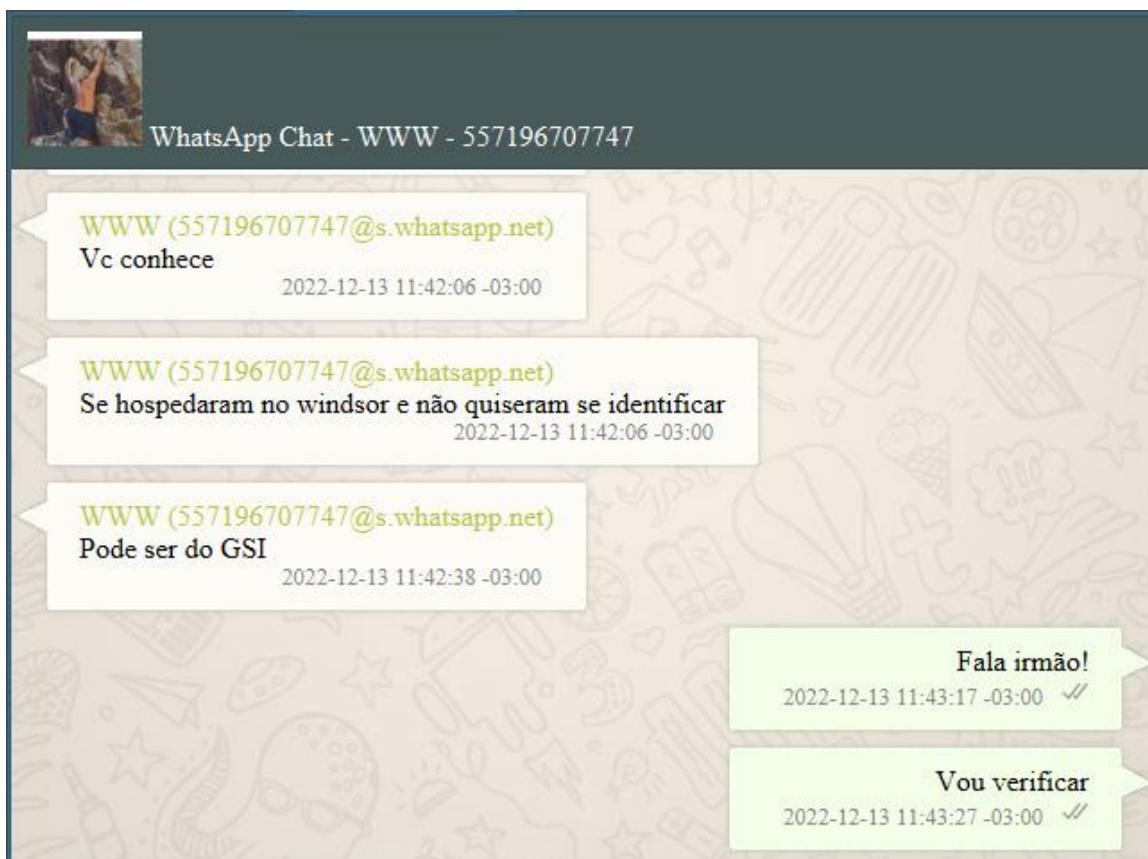 WhatsApp Chat - WWW - 557196707747
WWW (557196707747@s.whatsapp.net)
Vc conhece
2022-12-13 11:42:06 -03:00
WWW (557196707747@s.whatsapp.net)
Se hospedaram no windsor e não quiseram se identificar
2022-12-13 11:42:06 -03:00
WWW (557196707747@s.whatsapp.net)
Pode ser do GSI
2022-12-13 11:42:38 -03:00
Fala irmão!
2022-12-13 11:43:17 -03:00
Vou verificar
2022-12-13 11:43:27 -03:00